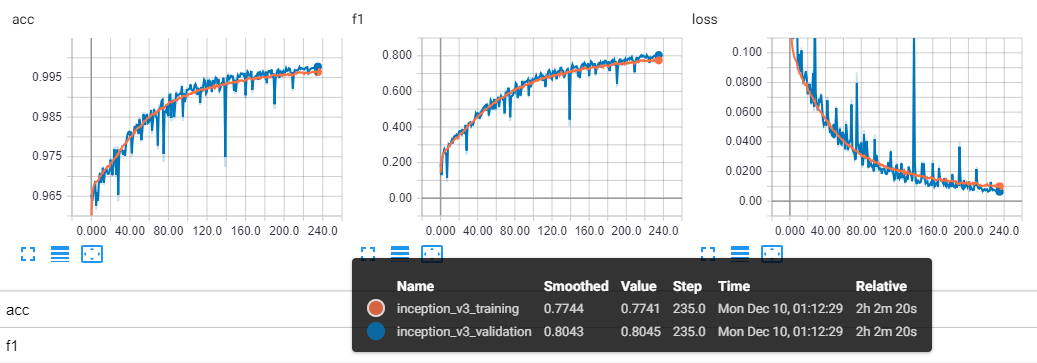 acc
f1
loss
0.995
0.985
0.975
0.965
0.000 40.00 80.00 120.0 160.0 200.0 240.0
0.800
0.600
0.400
0.200
0.00
0.000 40.00 80.00 120.0 160.0 200.0 240.0
0.100
0.0800
0.0600
0.0400
0.0200
0.00
0.000 40.00 80.00 120.0 160.0 200.0 240.0
Name Smoothed Value Step Time Relative
inception_v3_training 0.7744 0.7741 235.0 Mon Dec 10, 01:12:29 2h 2m 20s
inception_v3_validation 0.8043 0.8045 235.0 Mon Dec 10, 01:12:29 2h 2m 20s
acc
f1